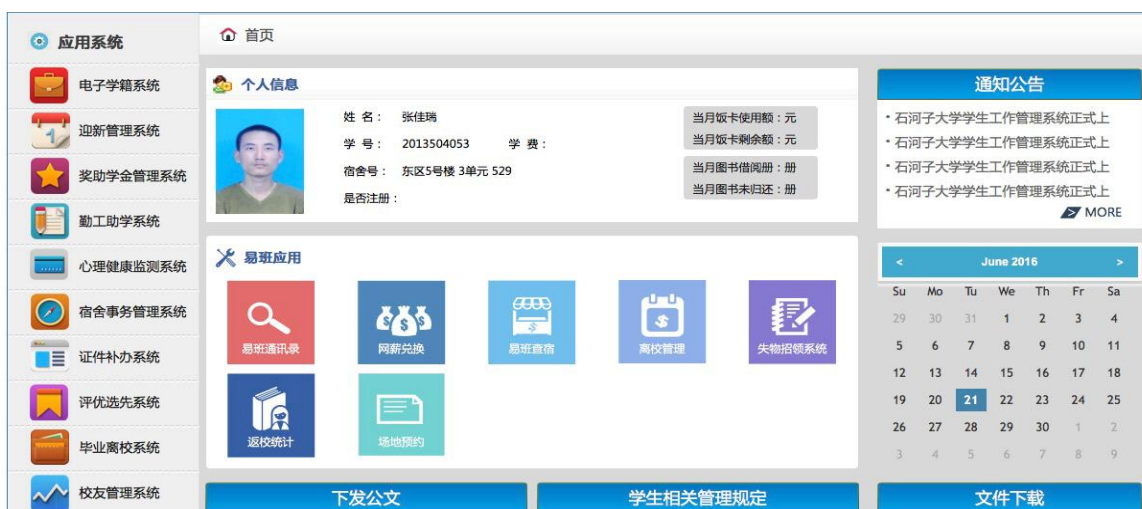 应用系统
电子学籍系统
迎新管理系统
奖助学金管理系统
勤工助学系统
心理健康监测系统
宿舍事务管理系统
证件补办系统
评优选先系统
毕业离校系统
校友管理系统
首页
个人信息
姓 名： 张佳瑞
学 号： 2013504053 学 费：
宿舍号： 东区5号楼 3单元 529
是否注册：
当月饭卡使用额：元
当月饭卡剩余额：元
当月图书借阅册：册
当月图书未归还：册
易班应用
易班通讯录
网薪兑换
易班查宿
离校管理
失物招领系统
返校统计
场地预约
下发公文
学生相关管理规定
通知公告
·石河子大学学生工作管理系统正式上
·石河子大学学生工作管理系统正式上
·石河子大学学生工作管理系统正式上
·石河子大学学生工作管理系统正式上
MORE
< June 2016 >
Su Mo Tu We Th Fr Sa
29 30 31 1 2 3 4
5 6 7 8 9 10 11
12 13 14 15 16 17 18
19 20 21 22 23 24 25
26 27 28 29 30 1 2
3 4 5 6 7 8 9
文件下载